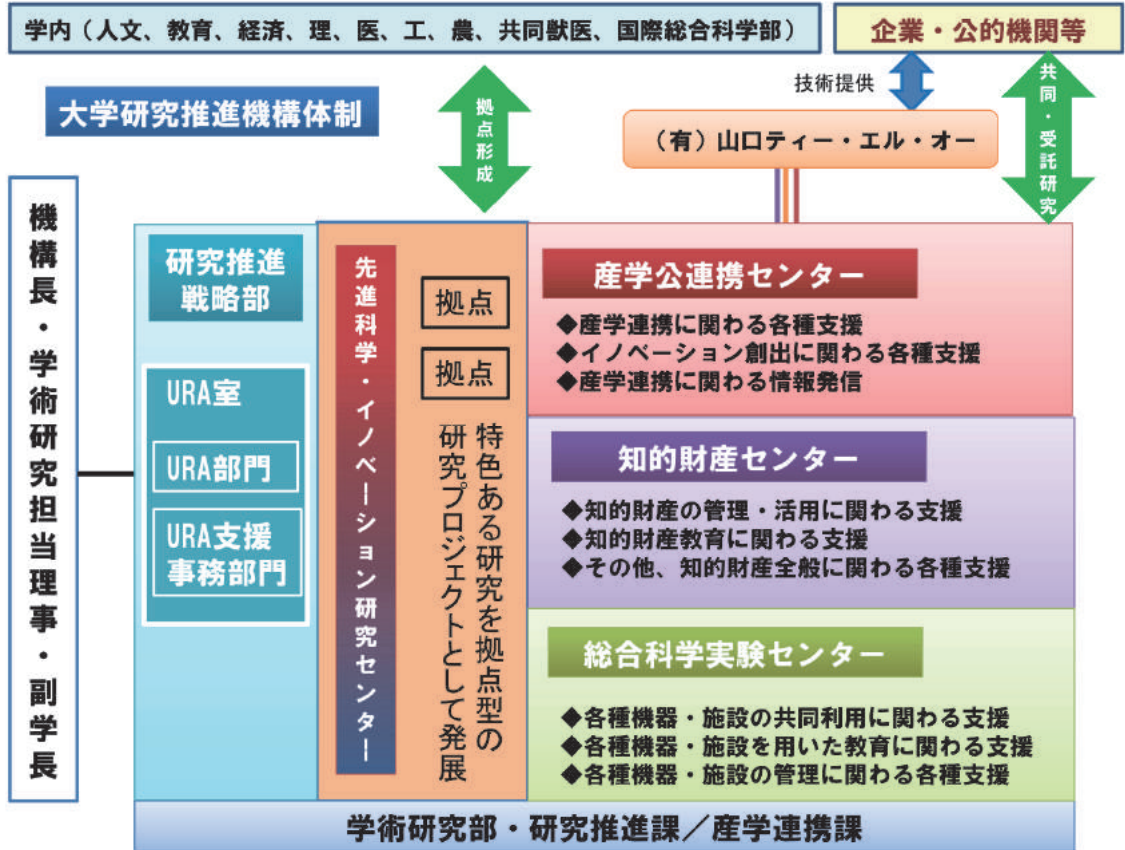 学内（人文、教育、経済、理、医、工、農、共同獣医、国際総合科学部）
企業・公的機関等
大学研究推進機構体制
拠点形成
技術提供
共同・受託研究
（有）山口ティー・エル・オー
機構長・学術研究担当理事・副学長
研究推進
戦略部
URA室
URA部門
URA支援
事務部門
先進科学・イノベーション研究センター
拠点
拠点
特色ある研究を拠点型の
研究プロジェクトとして発展
産学公連携センター
◆産学連携に関わる各種支援
◆イノベーション創出に関わる各種支援
◆産学連携に関わる情報発信
知的財産センター
◆知的財産の管理・活用に関わる支援
◆知的財産教育に関わる支援
◆その他、知的財産全般に関わる各種支援
総合科学実験センター
◆各種機器・施設の共同利用に関わる支援
◆各種機器・施設を用いた教育に関わる支援
◆各種機器・施設の管理に関わる各種支援
学術研究部・研究推進課／産学連携課